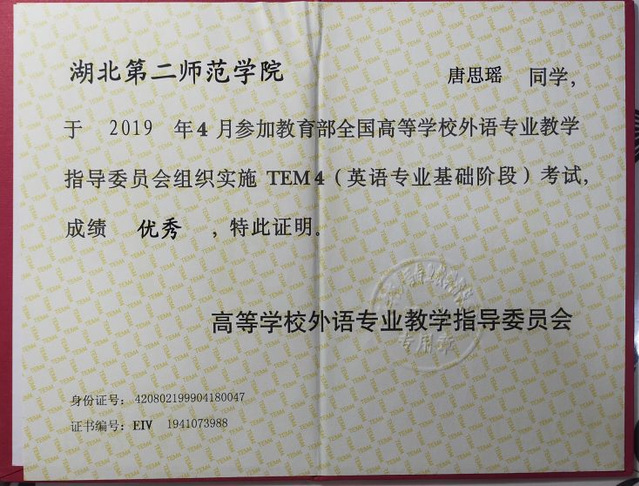 湖北第二师范学院 唐思瑶 同学，
于 2019 年4月参加教育部全国高等学校外语专业教学
指导委员会组织实施 TEM4（英语专业基础阶段）考试，
成绩 优秀 ，特此证明。
高等学校外语专业教学指导委员会
专用章
身份证号： 420802199904180047
证书编号： EIV 1941073988